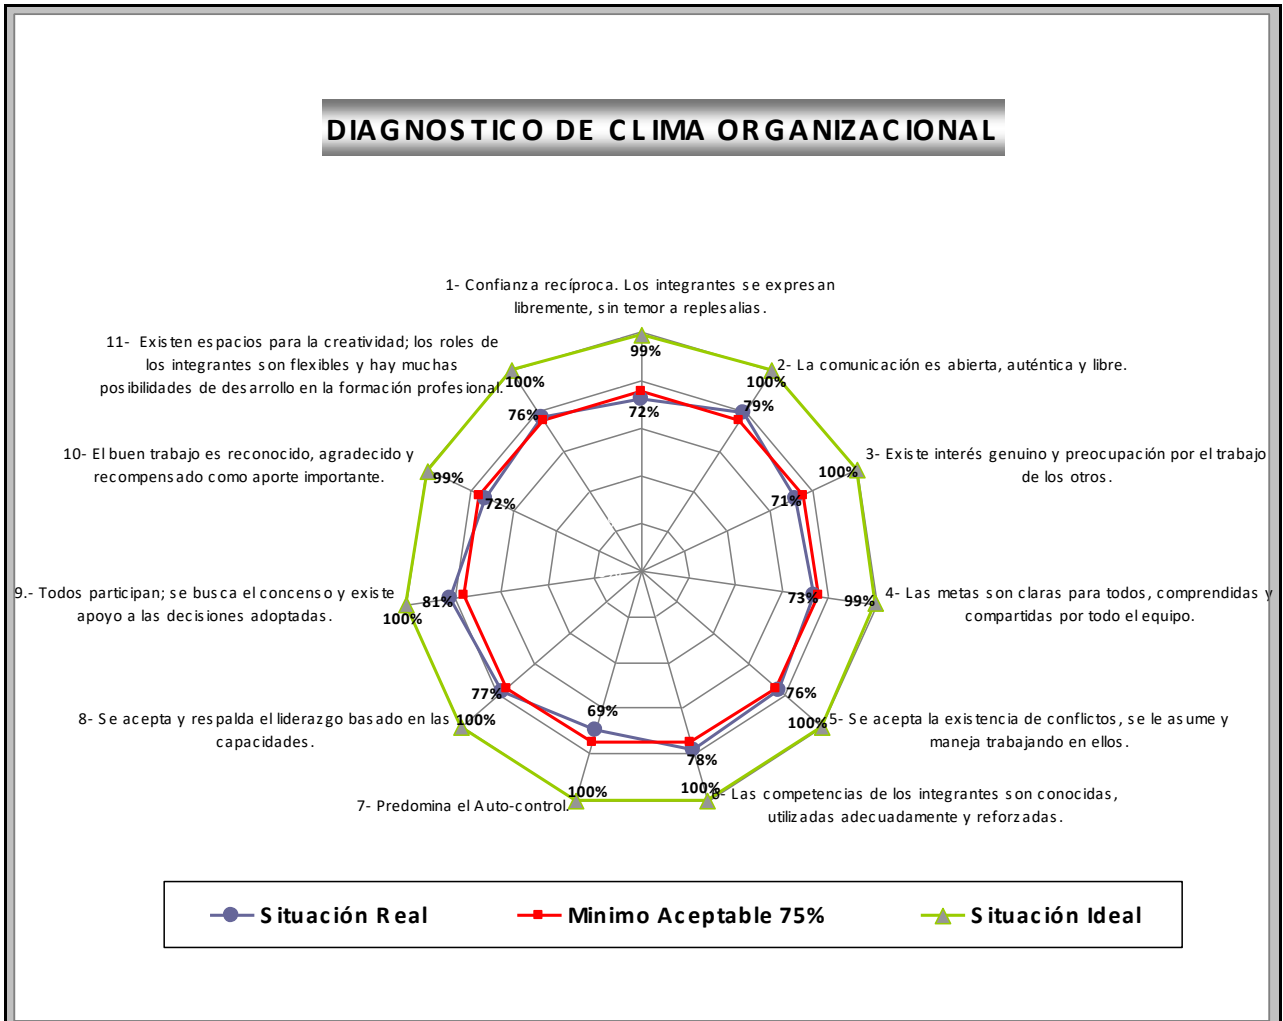 DIAGNOSTICO DE CLIMA ORGANIZACIONAL
1- Confianza recíproca. Los integrantes se expresan
libremente, sin temor a replesalias.
99%
72%
2- La comunicación es abierta, auténtica y libre.
100%
79%
3- Existe interés genuino y preocupación por el trabajo
de los otros.
100%
71%
4- Las metas son claras para todos, comprendidas y
compartidas por todo el equipo.
99%
73%
5- Se acepta la existencia de conflictos, se le asume y
maneja trabajando en ellos.
100%
76%
6- Las competencias de los integrantes son conocidas,
utilizadas adecuadamente y reforzadas.
100%
78%
7- Predomina el Auto-control.
100%
69%
8- Se acepta y respalda el liderazgo basado en las
capacidades.
100%
77%
9.- Todos participan; se busca el concenso y existe
apoyo a las decisiones adoptadas.
100%
81%
10- El buen trabajo es reconocido, agradecido y
recompensado como aporte importante.
99%
72%
11- Existen espacios para la creatividad; los roles de
los integrantes son flexibles y hay muchas
posibilidades de desarrollo en la formación profesional.
100%
76%
Situación Real
Minimo Aceptable 75%
Situación Ideal